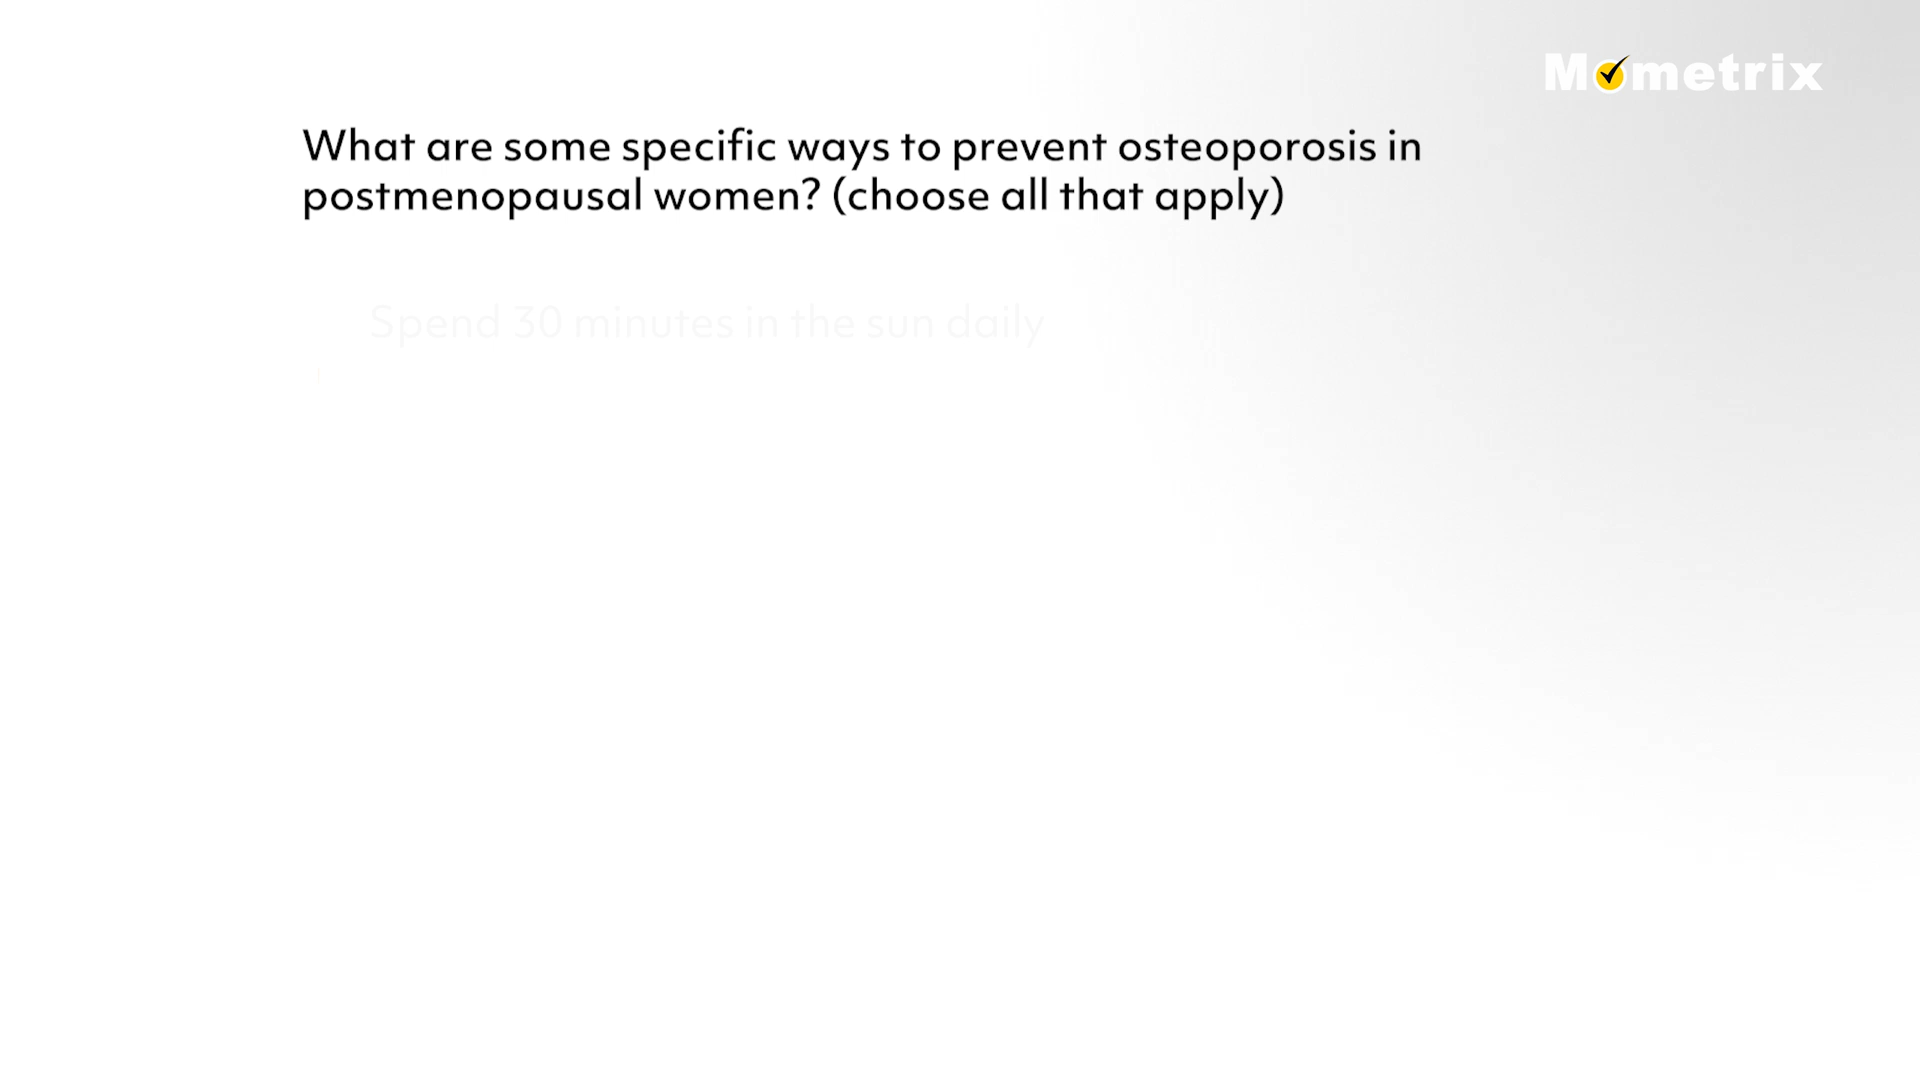 Mometrix
What are some specific ways to prevent osteoporosis in
postmenopausal women? (choose all that apply)
Spend 30 minutes in the sun daily